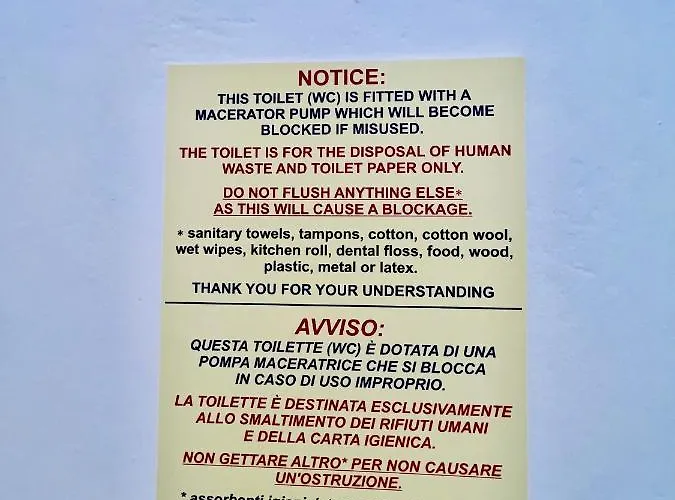 NOTICE:
THIS TOILET (WC) IS FITTED WITH A
MACERATOR PUMP WHICH WILL BECOME
BLOCKED IF MISUSED.
THE TOILET IS FOR THE DISPOSAL OF HUMAN
WASTE AND TOILET PAPER ONLY.
DO NOT FLUSH ANYTHING ELSE*
AS THIS WILL CAUSE A BLOCKAGE.
* sanitary towels, tampons, cotton, cotton wool,
wet wipes, kitchen roll, dental floss, food, wood,
plastic, metal or latex.
THANK YOU FOR YOUR UNDERSTANDING
AVVISO:
QUESTA TOILETTE (WC) È DOTATA DI UNA
POMPA MACERATRICE CHE SI BLOCCA
IN CASO DI USO IMPROPRIO.
LA TOILETTE È DESTINATA ESCLUSIVAMENTE
ALLO SMALTIMENTO DEI RIFIUTI UMANI
E DELLA CARTA IGIENICA.
NON GETTARE ALTRO* PER NON CAUSARE
UN'OSTRUZIONE.
* assorbenti